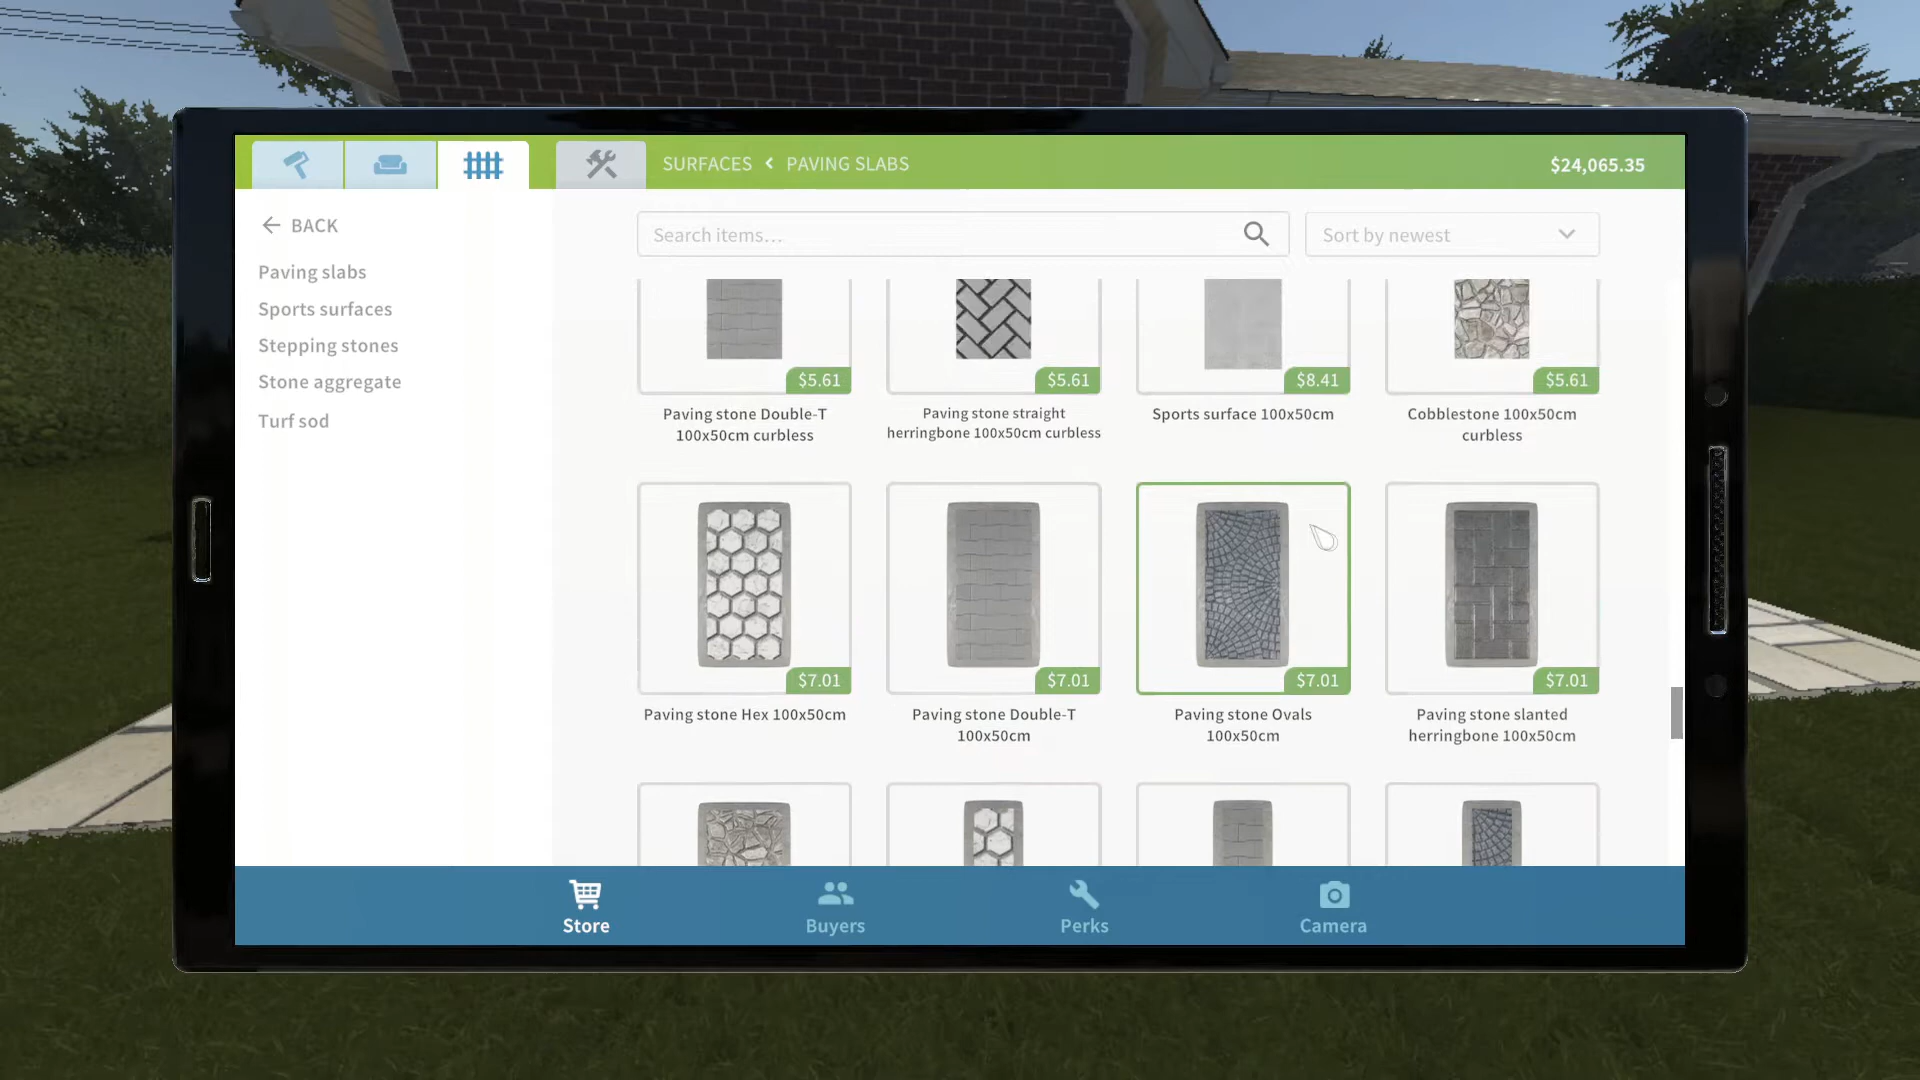 SURFACES < PAVING SLABS
$24,065.35
BACK
Search items...
Sort by newest
Paving slabs
Sports surfaces
Stepping stones
Stone aggregate
Turf sod
$5.61
$5.61
$8.41
$5.61
Paving stone Double-T
100x50cm curbless
Paving stone straight
herringbone 100x50cm curbless
Sports surface 100x50cm
Cobblestone 100x50cm
curbless
$7.01
$7.01
$7.01
$7.01
Paving stone Hex 100x50cm
Paving stone Double-T
100x50cm
Paving stone Ovals
100x50cm
Paving stone slanted
herringbone 100x50cm
Store
Buyers
Perks
Camera